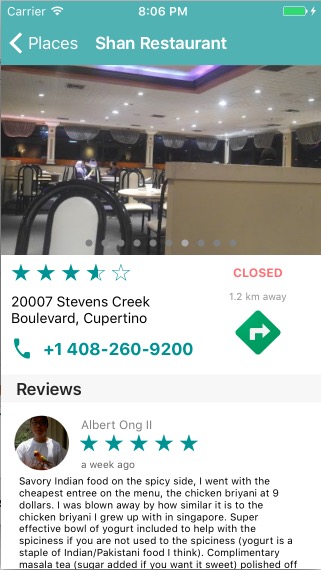 Carrier 8:06 PM
Places Shan Restaurant
CLOSED
20007 Stevens Creek
Boulevard, Cupertino
1.2 km away
+1 408-260-9200
Reviews
Albert Ong II
a week ago
Savory Indian food on the spicy side, I went with the
cheapest entree on the menu, the chicken briyani at 9
dollars. I was blown away by how similar it is to the
chicken briyani I grew up with in singapore. Super
effective bowl of yogurt included to help with the
spiciness if you are not used to the spiciness (yogurt is a
staple of Indian/Pakistani food I think). Complimentary
masala tea (sugar added if you want it sweet) polished off